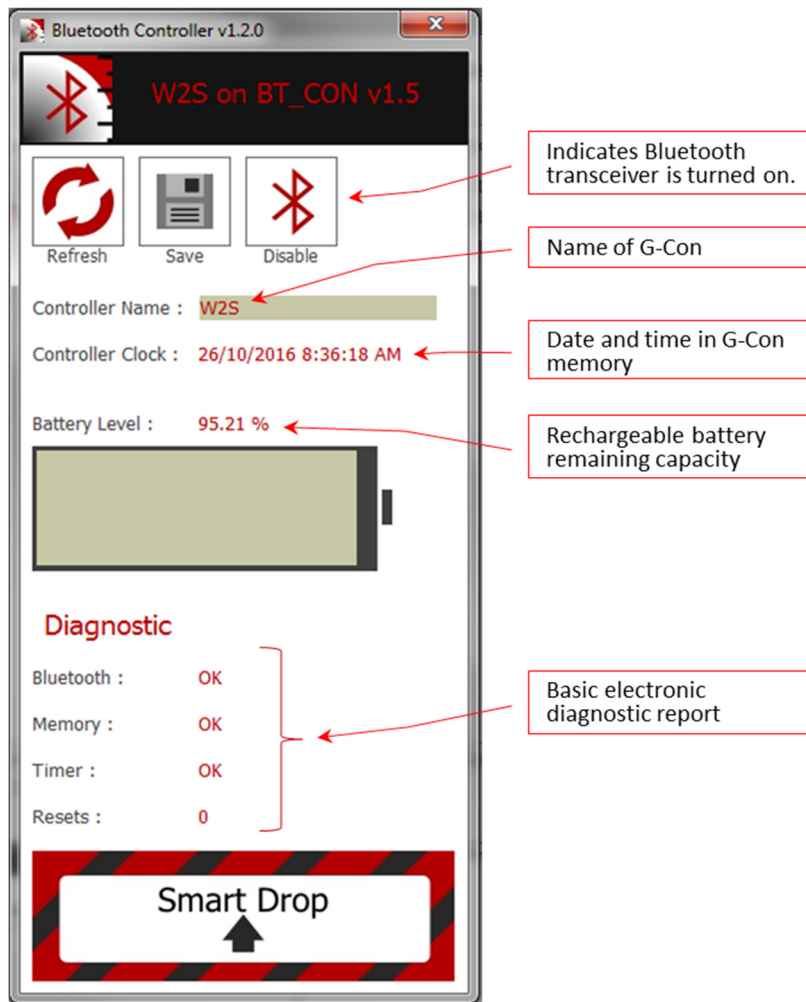 Bluetooth Controller v1.2.0
W2S on BT_CON v1.5
Refresh
Save
Disable
Indicates Bluetooth
transceiver is turned on.
Name of G-Con
Controller Name :
W2S
Controller Clock :
26/10/2016 8:36:18 AM
Date and time in G-Con
memory
Battery Level :
95.21 %
Rechargeable battery
remaining capacity
Diagnostic
Bluetooth :
OK
Memory :
OK
Timer :
OK
Resets :
0
Basic electronic
diagnostic report
Smart Drop